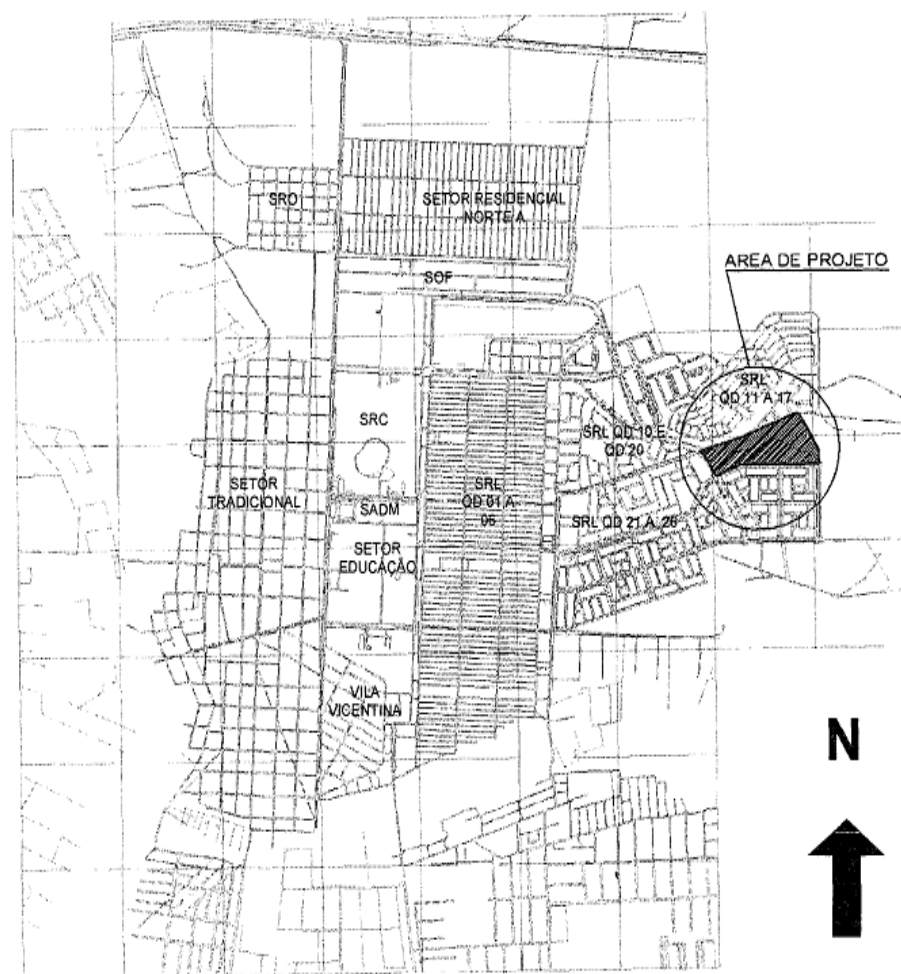 SRO
SETOR RESIDENCIAL
NORTE A
SOF
AREA DE PROJETO
SRL
QD 11 A 17
SRC
SRL QD 10 E
QD 20
SETOR
TRADICIONAL
SRL
QD 01 A
06
SADM
SRL QD 21 A 26
SETOR
EDUCAÇÃO
VILA
VICENTINA
N